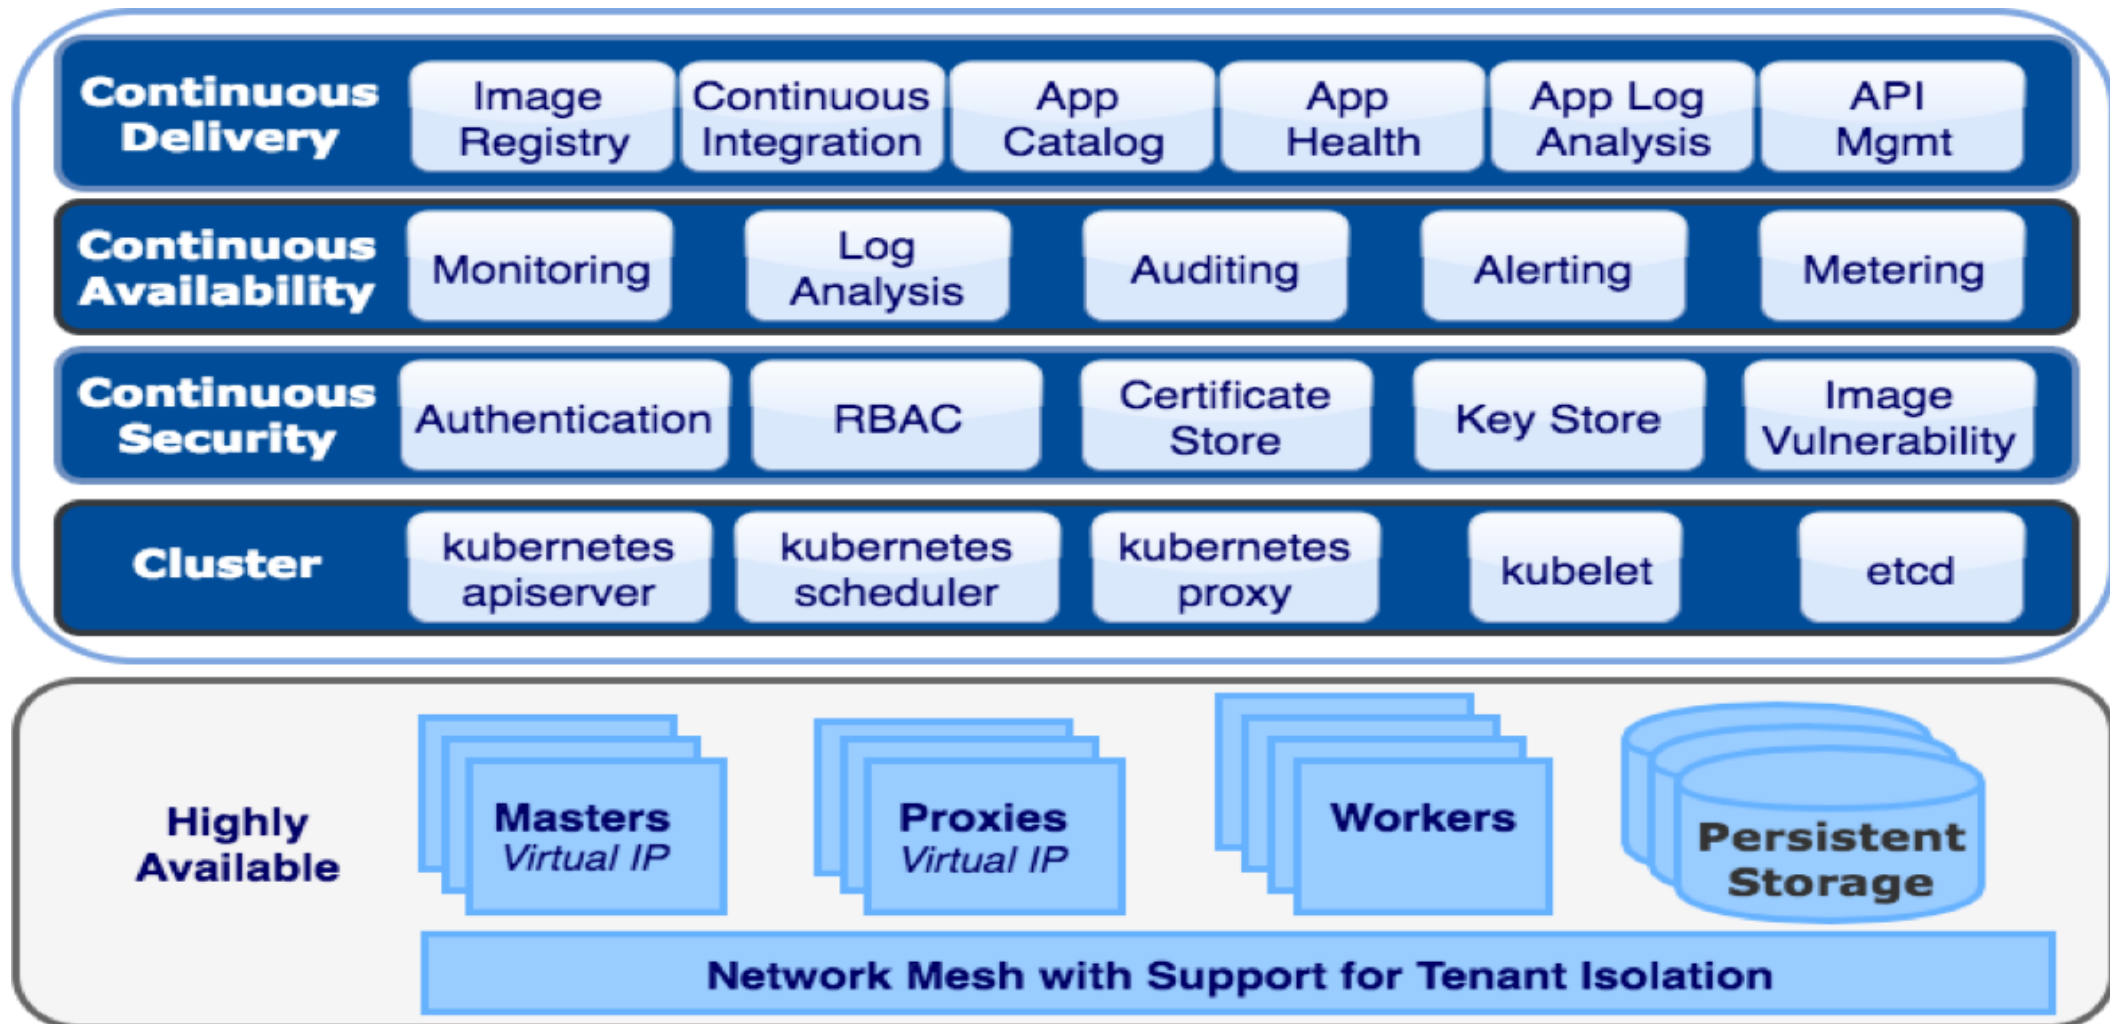 Continuous
Delivery
Image
Registry
Continuous
Integration
App
Catalog
App
Health
App Log
Analysis
API
Mgmt
Continuous
Availability
Monitoring
Log
Analysis
Auditing
Alerting
Metering
Continuous
Security
Authentication
RBAC
Certificate
Store
Key Store
Image
Vulnerability
Cluster
kubernetes
apiserver
kubernetes
scheduler
kubernetes
proxy
kubelet
etcd
Highly
Available
Masters
Virtual IP
Proxies
Virtual IP
Workers
Persistent
Storage
Network Mesh with Support for Tenant Isolation